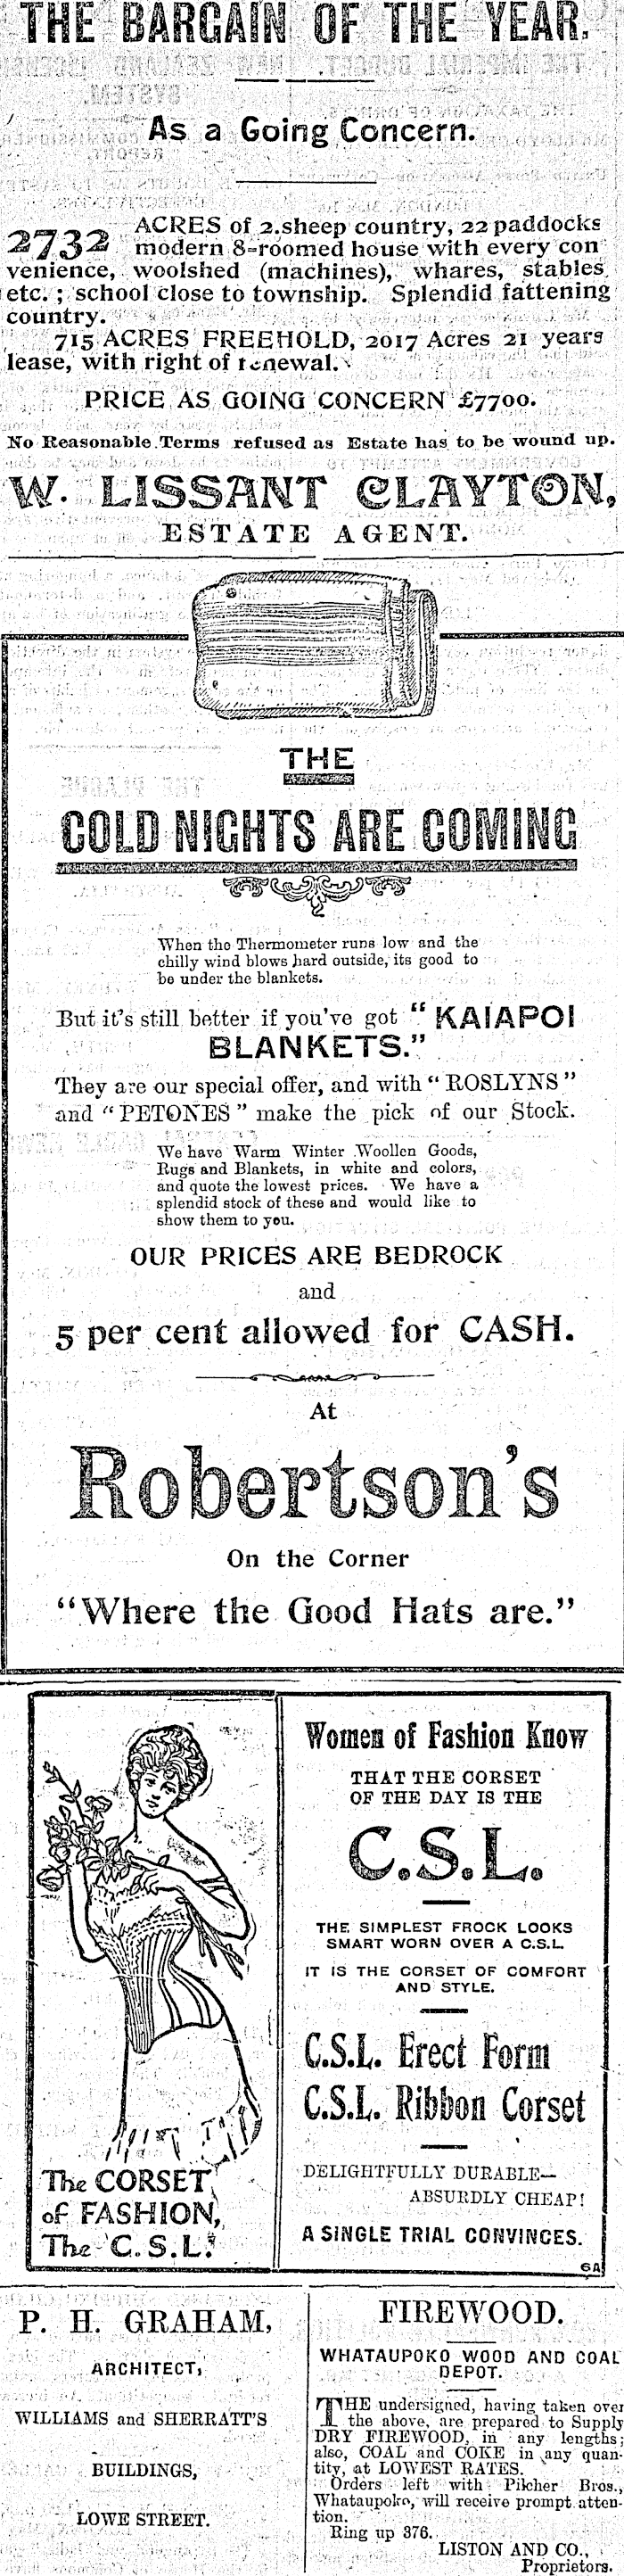 THE BARGAIN OF THE YEAR.
As a Going Concern.
2732 ACRES of 2.sheep country, 22 paddocks
modern 8-roomed house with every con
venience, woolshed (machines), whares, stables
etc. ; school close to township. Splendid fattening
country.
715 ACRES FREEHOLD, 2017 Acres 21 years
lease, with right of renewal.
PRICE AS GOING CONCERN £7700.
No Reasonable Terms refused as Estate has to be wound up.
W. LISSANT CLAYTON,
ESTATE AGENT.
THE
COLD NIGHTS ARE COMING
When the Thermometer runs low and the
chilly wind blows hard outside, its good to
be under the blankets.
But it's still better if you've got "KAIAPOI
BLANKETS."
They are our special offer, and with "ROSLYNS"
and "PETONES" make the pick of our Stock.
We have Warm Winter Woollen Goods,
Rugs and Blankets, in white and colors,
and quote the lowest prices. We have a
splendid stock of these and would like to
show them to you.
OUR PRICES ARE BEDROCK
and
5 per cent allowed for CASH.
At
Robertson's
On the Corner
"Where the Good Hats are."
The CORSET
of FASHION,
The 'C.S.L.'
Women of Fashion Know
THAT THE CORSET
OF THE DAY IS THE
C.S.L.
THE SIMPLEST FROCK LOOKS
SMART WORN OVER A C.S.L.
IT IS THE CORSET OF COMFORT
AND STYLE.
C.S.L. Erect Form
C.S.L. Ribbon Corset
DELIGHTFULLY DURABLE—
ABSURDLY CHEAP!
A SINGLE TRIAL CONVINCES.
6A
P. H. GRAHAM,
ARCHITECT,
WILLIAMS and SHERRATT'S
BUILDINGS,
LOWE STREET.
FIREWOOD.
WHATAUPOKO WOOD AND COAL
DEPOT.
THE undersigned, having taken over
the above, are prepared to Supply
DRY FIREWOOD, in any lengths;
also, COAL and COKE in any quan-
tity, at LOWEST RATES.
Orders left with Pilcher Bros.,
Whataupoko, will receive prompt atten-
tion.
Ring up 376.
LISTON AND CO.,
Proprietors.